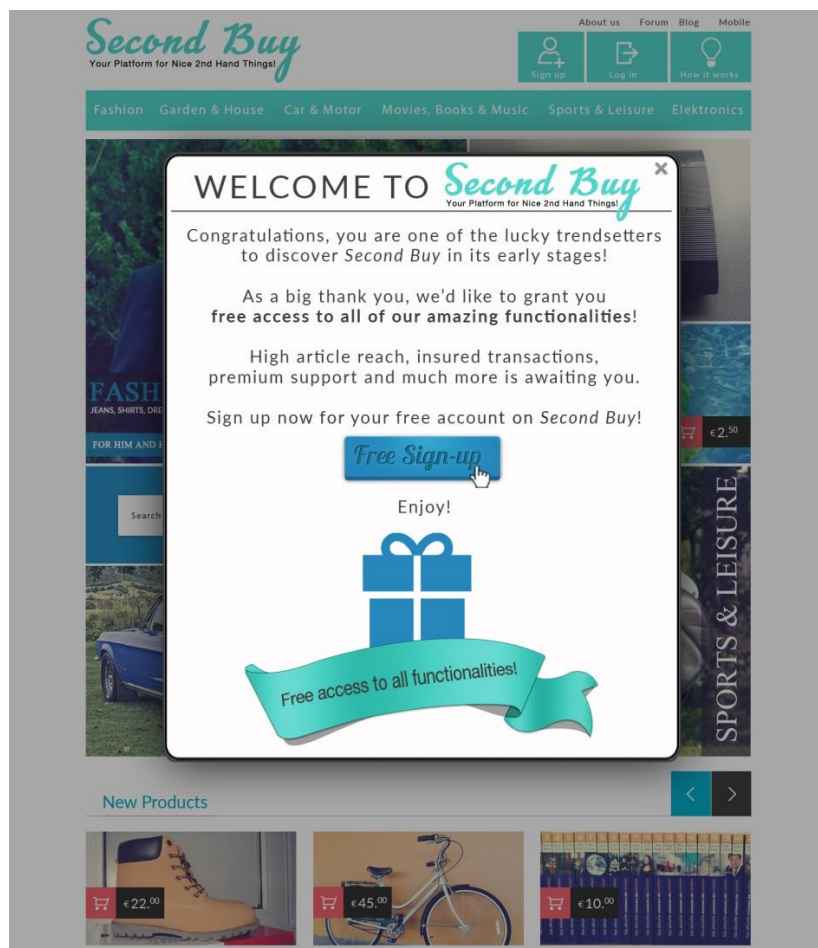 Second Buy
Your Platform for Nice 2nd Hand Things!
About us Forum Blog Mobile
Sign up Log in How it works
Fashion Garden & House Car & Motor Movies, Books & Music Sports & Leisure Elektronics
WELCOME TO Second Buy
Your Platform for Nice 2nd Hand Things!
Congratulations, you are one of the lucky trendsetters
to discover Second Buy in its early stages!
As a big thank you, we'd like to grant you
free access to all of our amazing functionalities!
High article reach, insured transactions,
premium support and much more is awaiting you.
Sign up now for your free account on Second Buy!
Free Sign-up
Enjoy!
Free access to all functionalities!
FASH
JEANS, SHIRTS, DRE
FOR HIM AND H
€2.50
Search
SPORTS & LEISURE
New Products
€22.00
€45.00
€10.00